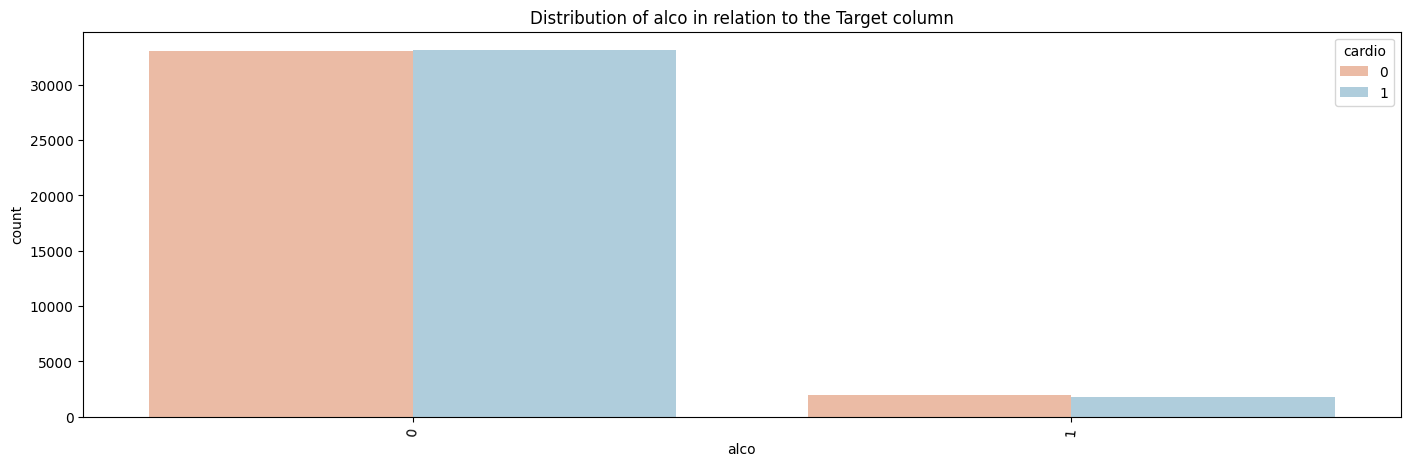 Distribution of alco in relation to the Target column
cardio
0
1
30000
25000
20000
15000
10000
5000
0
count
0
1
alco